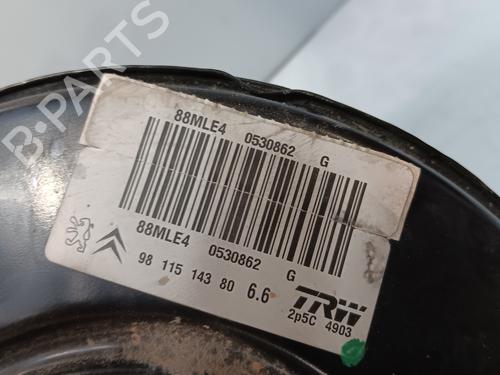 B-PARTS
88MLE4 0530862 G
88MLE4 0530862 G
98 115 143 80 6.6
TRW
2p5C 4903